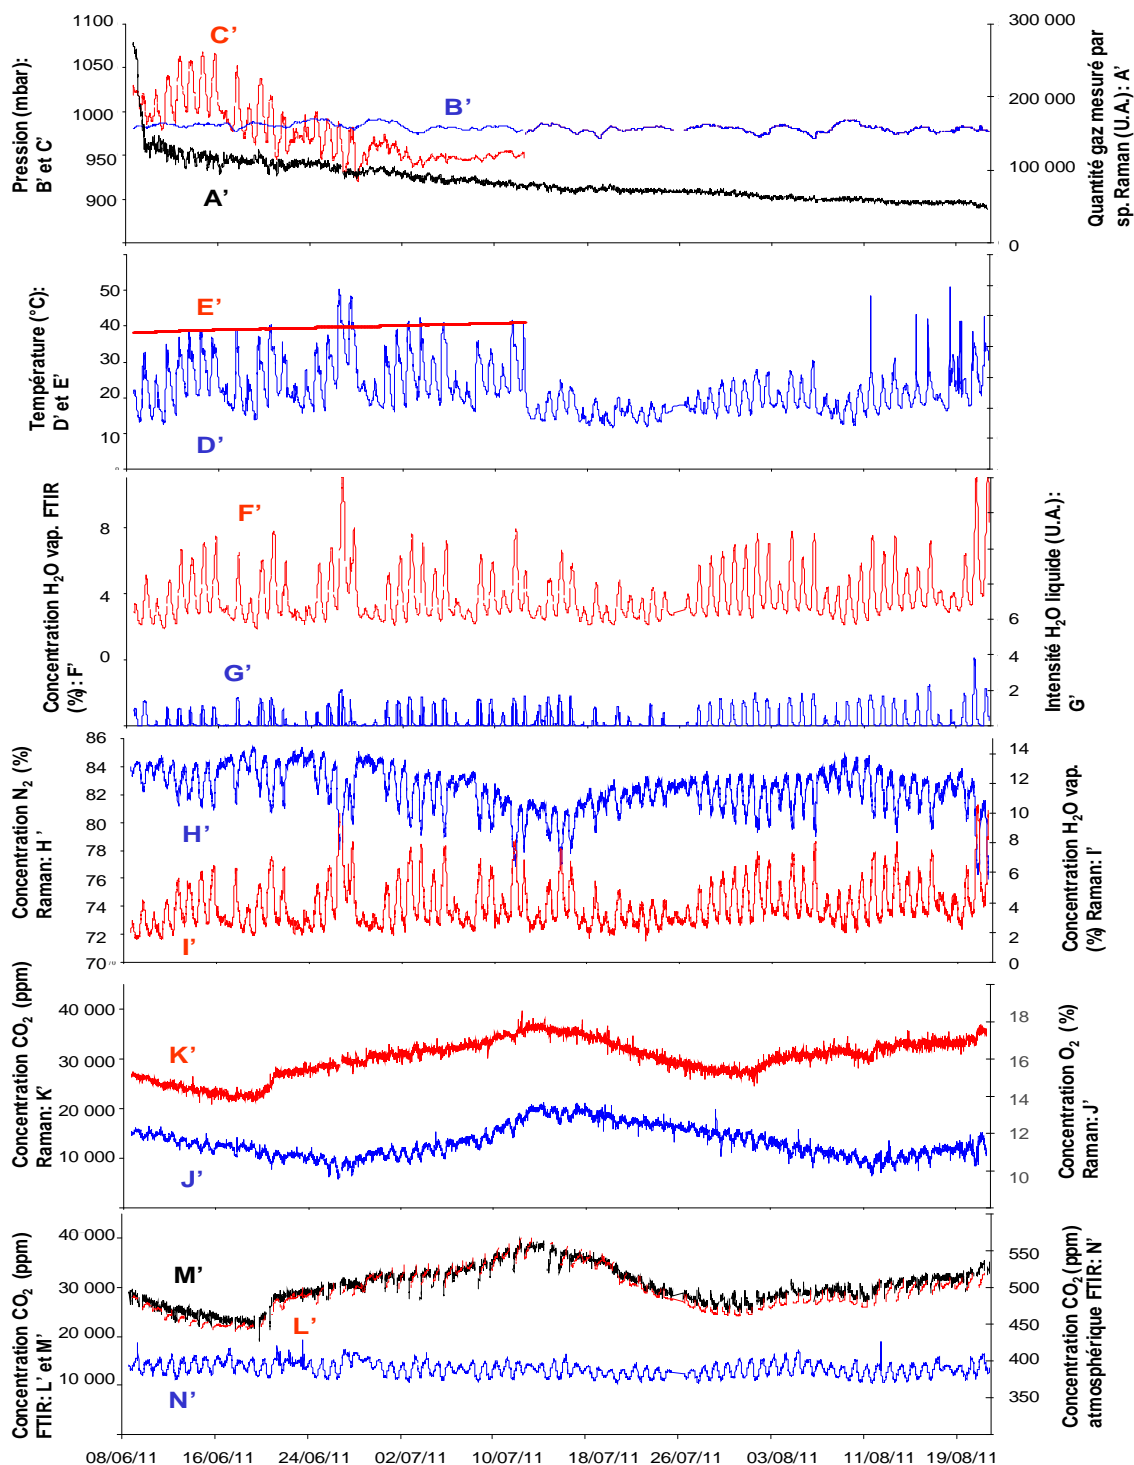 Pression (mbar):
B' et C'
1100
1050
1000
950
900
C'
B'
A'
300 000
200 000
100 000
0
Quantité gaz mesuré par
sp. Raman (U.A.): A'
Température (°C):
D' et E'
50
40
30
20
10
0
E'
D'
Concentration H2O vap. FTIR
(%): F'
8
4
0
F'
G'
6
4
2
Intensité H2O liquide (U.A.):
G'
Concentration N2 (%)
Raman: H'
86
84
82
80
78
76
74
72
70
H'
I'
14
12
10
8
6
4
2
0
Concentration H2O vap.
(%) Raman: I'
Concentration CO2 (ppm)
Raman: K'
40 000
30 000
20 000
10 000
K'
J'
18
16
14
12
10
Concentration O2 (%)
Raman: J'
Concentration CO2 (ppm)
FTIR: L' et M'
40 000
30 000
20 000
10 000
M'
L'
N'
550
500
450
400
350
Concentration CO2 (ppm)
atmosphérique FTIR: N'
08/06/11 16/06/11 24/06/11 02/07/11 10/07/11 18/07/11 26/07/11 03/08/11 11/08/11 19/08/11